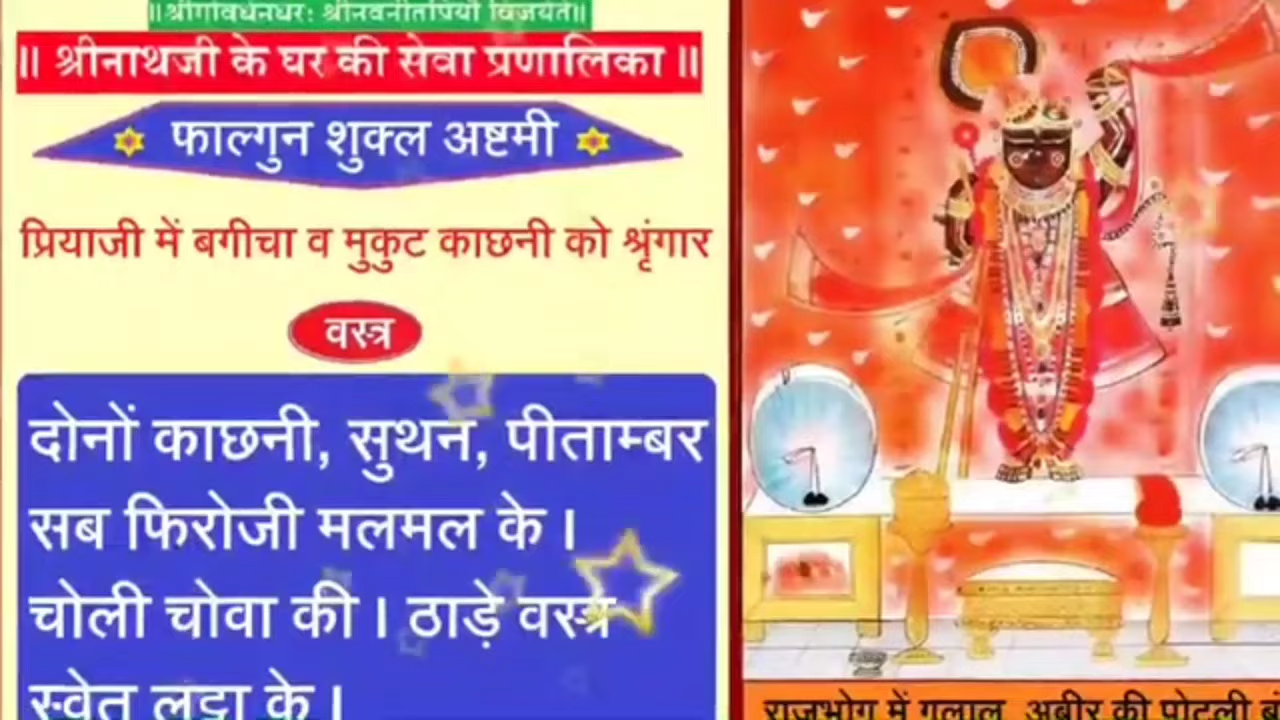 ॥श्रीगोवर्धनधरः श्रीनवनीतप्रियो विजयेते॥
॥ श्रीनाथजी के घर की सेवा प्रणालिका ॥
फाल्गुन शुक्ल अष्टमी
प्रियाजी में बगीचा व मुकुट काछनी को श्रृंगार
वस्त्र
दोनों काछनी, सुथन, पीताम्बर
सब फिरोजी मलमल के ।
चोली चोवा की । ठाड़े वस्त्र
स्वेत लट्ठा के ।
राजभोग में गुलाल, अबीर की पोटली